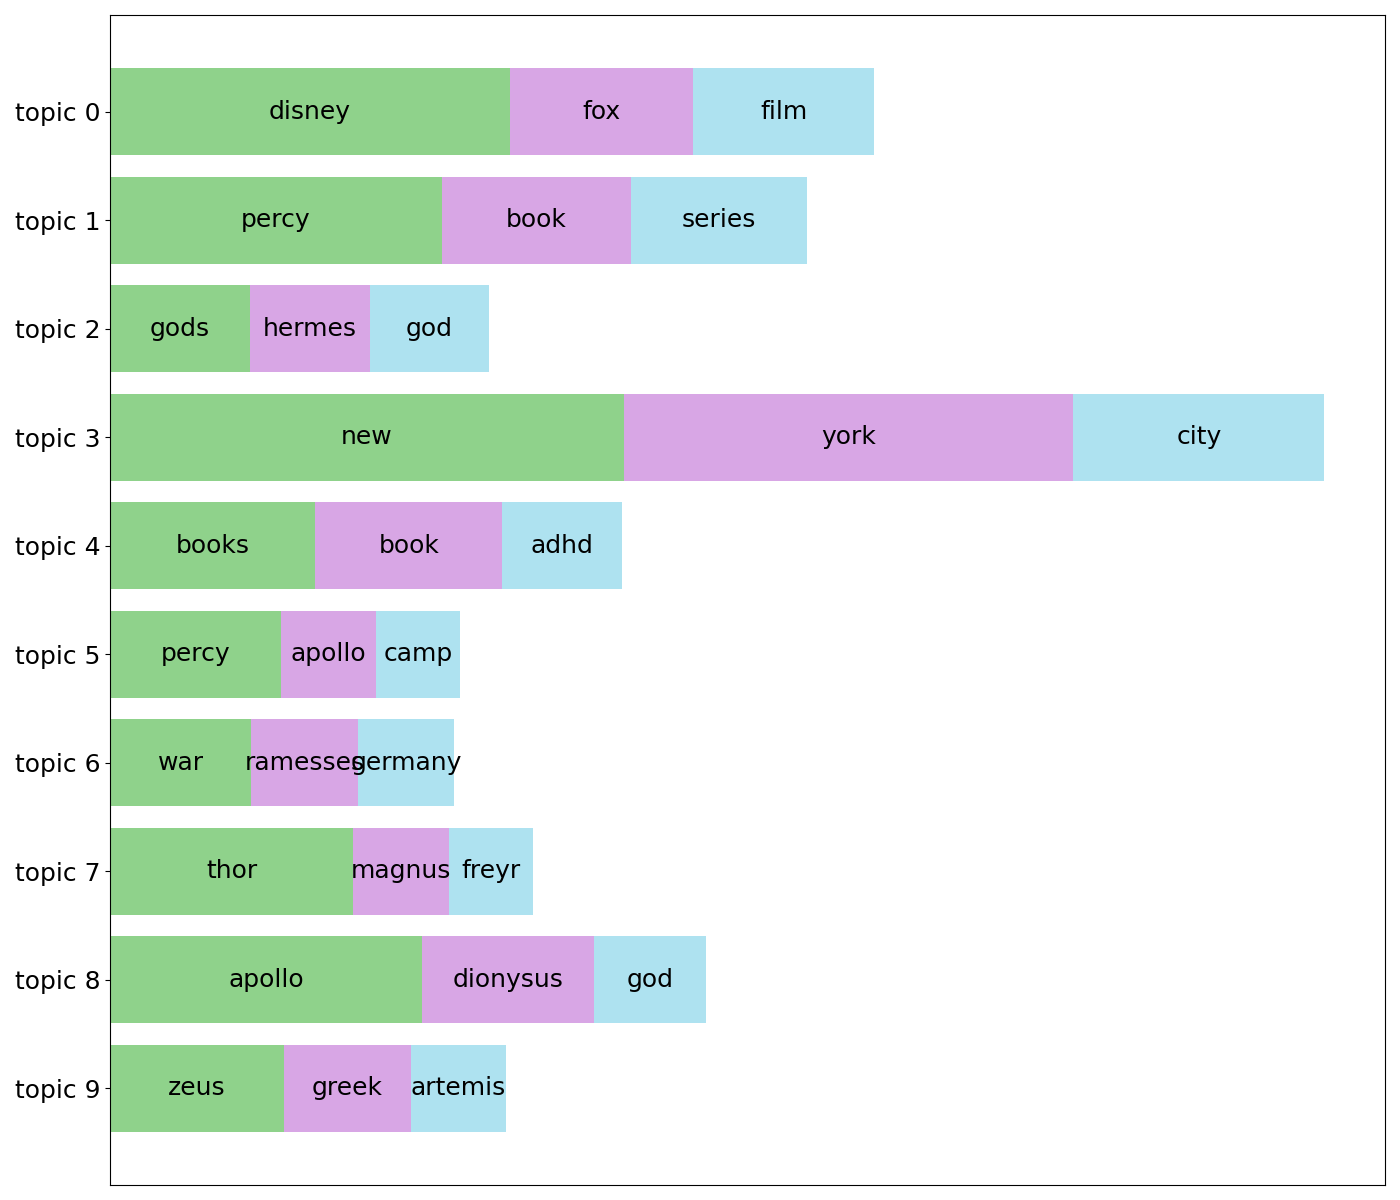 topic 0 disney fox film
topic 1 percy book series
topic 2 gods hermes god
topic 3 new york city
topic 4 books book adhd
topic 5 percy apollo camp
topic 6 war ramesses germany
topic 7 thor magnus freyr
topic 8 apollo dionysus god
topic 9 zeus greek artemis